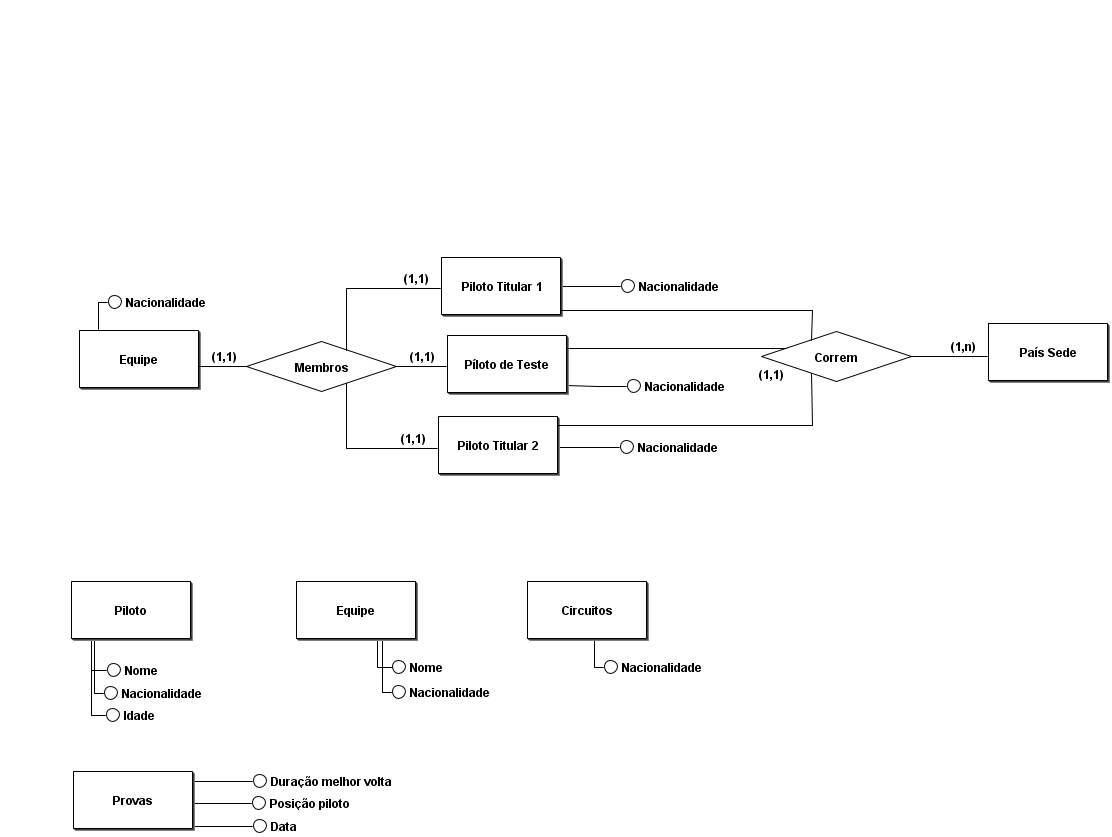 (1,1)
Piloto Titular 1
Nacionalidade
Nacionalidade
Equipe
(1,1)
Membros
(1,1)
Píloto de Teste
Nacionalidade
Correm
(1,1)
(1,n)
País Sede
(1,1)
Piloto Titular 2
Nacionalidade
Piloto
Equipe
Circuitos
Nome
Nacionalidade
Idade
Nome
Nacionalidade
Nacionalidade
Provas
Duração melhor volta
Posição piloto
Data